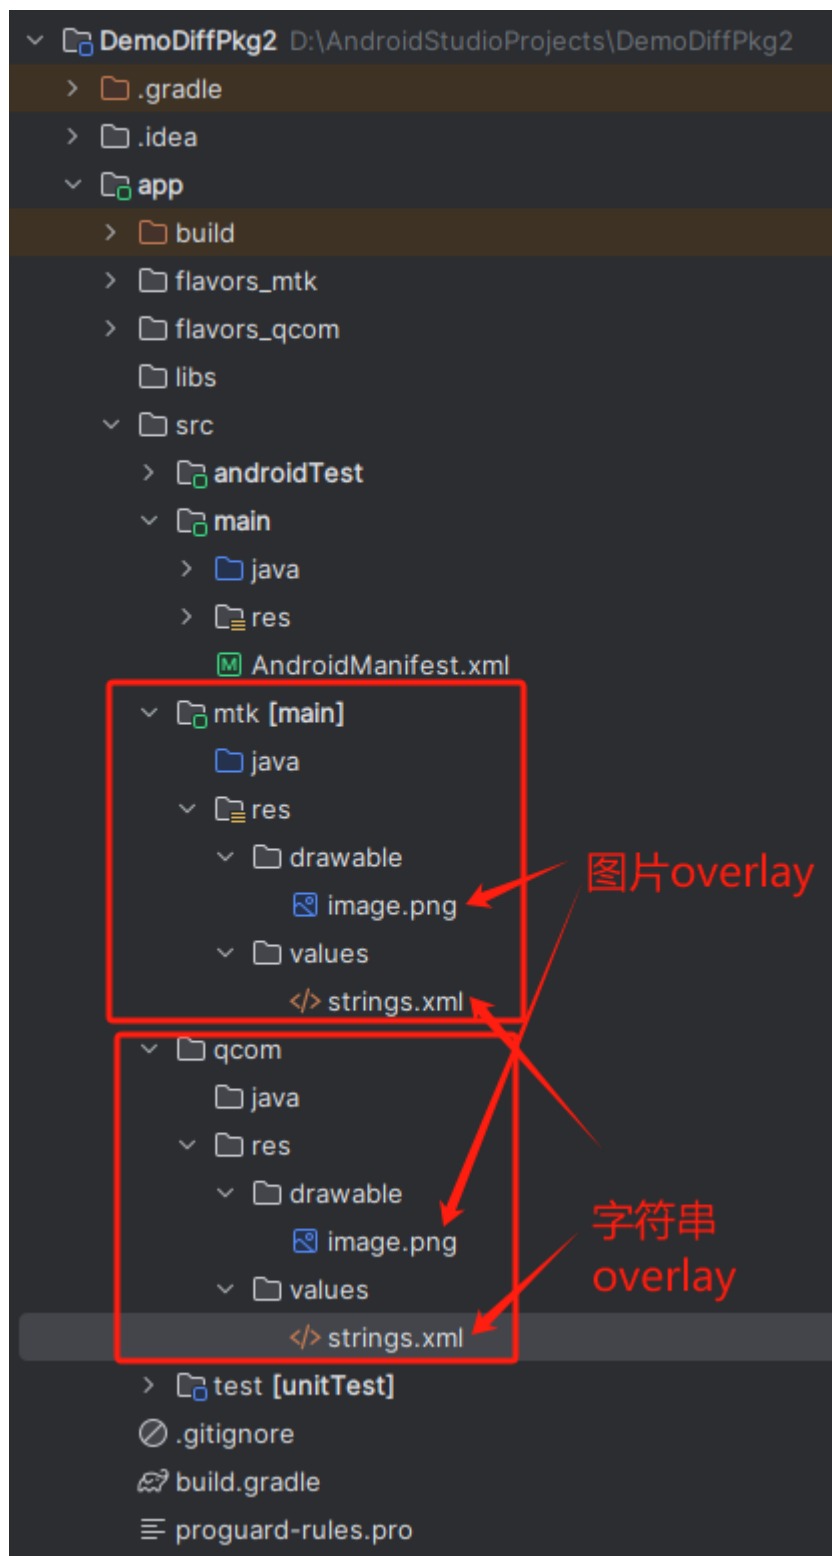 DemoDiffPkg2 D:\AndroidStudioProjects\DemoDiffPkg2
.gradle
.idea
app
build
flavors_mtk
flavors_qcom
libs
src
androidTest
main
java
res
AndroidManifest.xml
mtk [main]
java
res
drawable
图片overlay
image.png
values
strings.xml
qcom
java
res
drawable
字符串
image.png
overlay
values
strings.xml
test [unitTest]
.gitignore
build.gradle
proguard-rules.pro